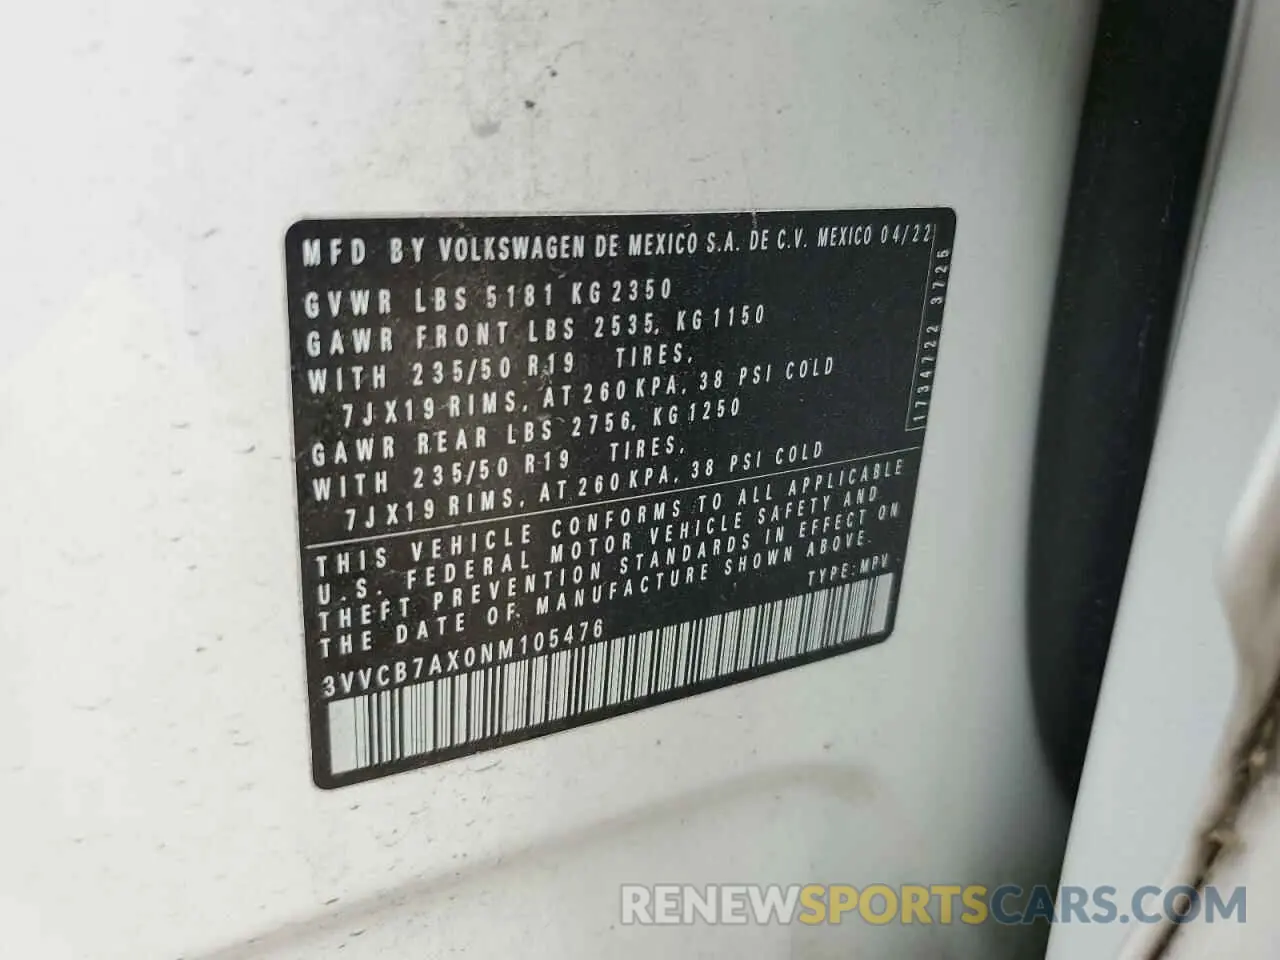 MFD BY VOLKSWAGEN DE MEXICO S.A. DE C.V. MEXICO 04/22
GVWR LBS 5181 KG 2350
GAWR FRONT LBS 2535, KG 1150
WITH 235/50 R19 TIRES,
7JX19 RIMS, AT 260 KPA, 38 PSI COLD
GAWR REAR LBS 2756, KG 1250
WITH 235/50 R19 TIRES,
7JX19 RIMS, AT 260 KPA, 38 PSI COLD
1734722 3725
THIS VEHICLE CONFORMS TO ALL APPLICABLE
U.S. FEDERAL MOTOR VEHICLE SAFETY AND
THEFT PREVENTION STANDARDS IN EFFECT ON
THE DATE OF MANUFACTURE SHOWN ABOVE.
TYPE: MPV
3VVCB7AX0NM105476
RENEWSPORTSCARS.COM